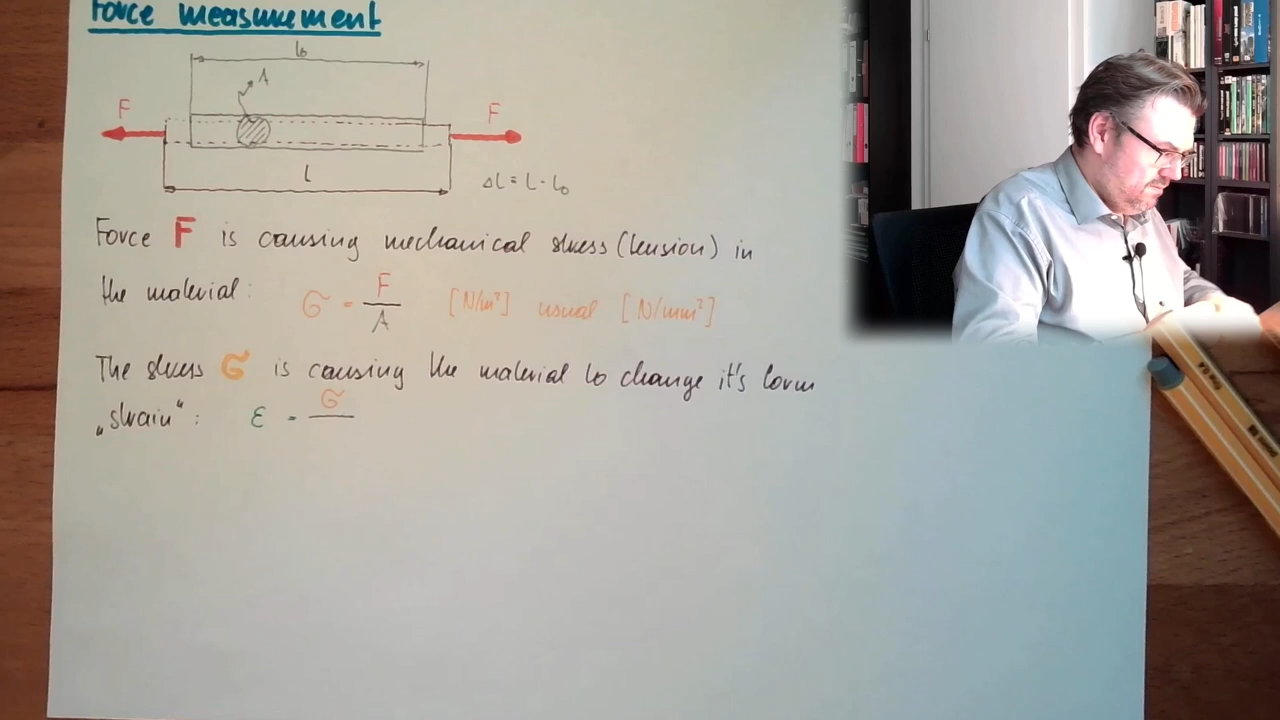 Force measurement
l₀
A
F
F
l
Δl = l - l₀
Force F is causing mechanical stress (tension) in
the material: σ = F/A [N/m²] usual [N/mm²]
The stress σ is causing the material to change it's form
„strain“: ε = σ/